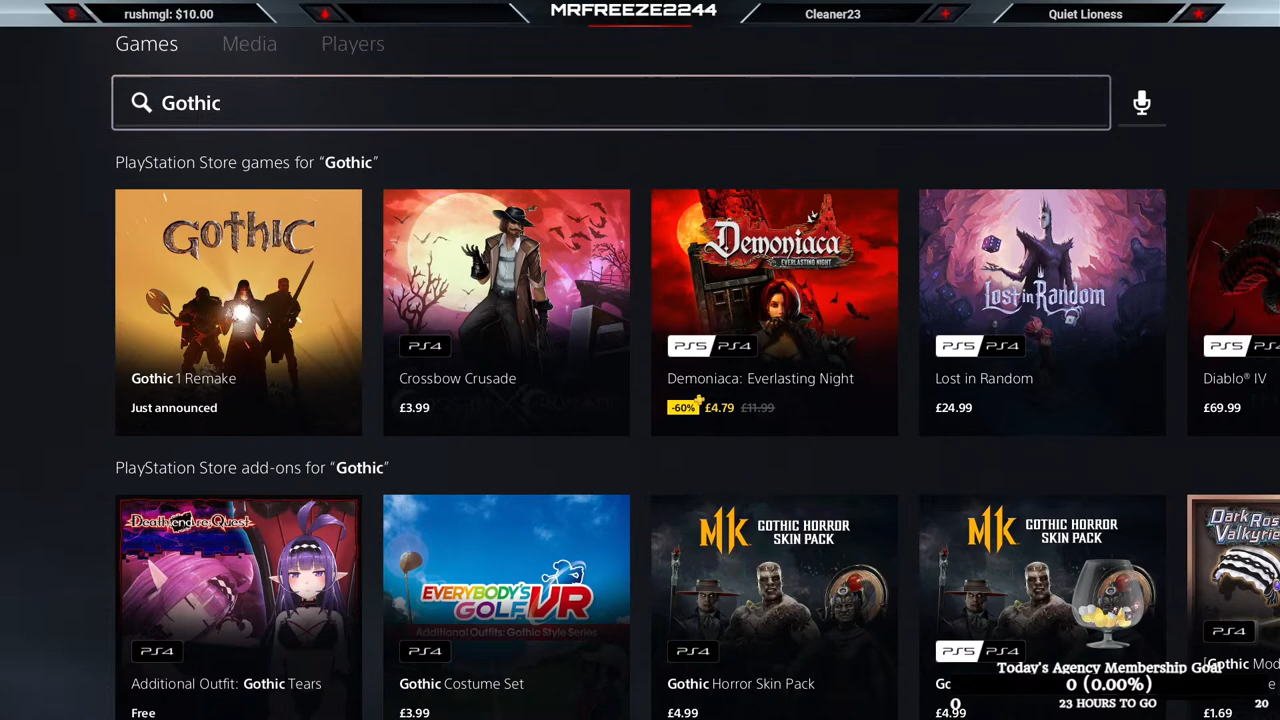 rushmgl: $10.00
MRFREEZE2244
Cleaner23
Quiet Lioness
Games
Media
Players
Gothic
PlayStation Store games for “Gothic”
GOTHIC
Gothic 1 Remake
Just announced
PS4
Crossbow Crusade
£3.99
Demoniaca
EVERLASTING NIGHT
PS5 PS4
Demoniaca: Everlasting Night
-60% £4.79 £11.99
Lost in Random
PS5 PS4
Lost in Random
£24.99
PS5 PS4
Diablo® IV
£69.99
PlayStation Store add-ons for “Gothic”
Death end re;Quest
PS4
Additional Outfit: Gothic Tears
Free
EVERYBODY'S GOLF VR
Additional Outfits: Gothic Style Series
PS4
Gothic Costume Set
£3.99
MK GOTHIC HORROR
SKIN PACK
PS4
Gothic Horror Skin Pack
£4.99
MK GOTHIC HORROR
SKIN PACK
PS5 PS4
£4.99
Dark Ros
Valkyrie
PS4
£1.69
Today's Agency Membership Goal
0 (0.00%)
0
23 HOURS TO GO
20